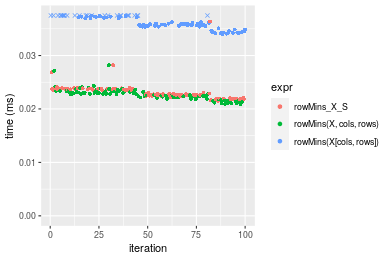 0.03
0.02
0.01
0.00
time (ms)
0
25
50
75
100
iteration
expr
rowMins_X_S
rowMins(X, cols, rows)
rowMins(X[cols, rows])